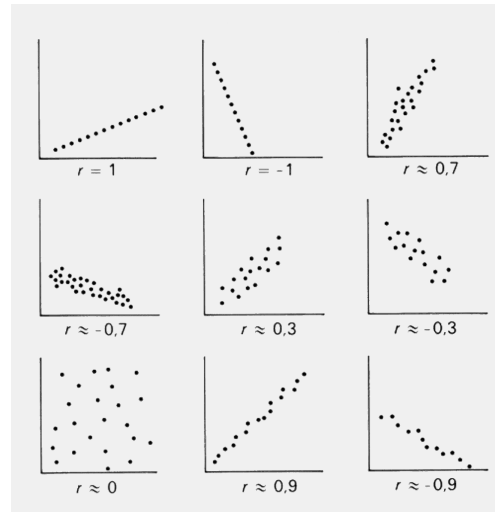 r = 1
r = -1
r ≈ 0,7
r ≈ -0,7
r ≈ 0,3
r ≈ -0,3
r ≈ 0
r ≈ 0,9
r ≈ -0,9